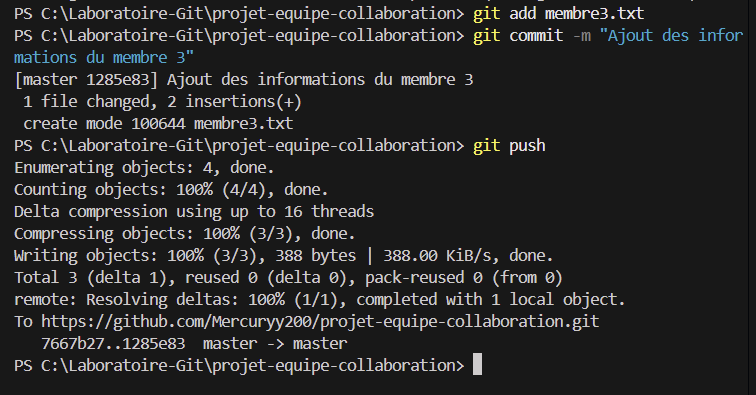 PS C:\Laboratoire-Git\projet-equipe-collaboration> git add membre3.txt
PS C:\Laboratoire-Git\projet-equipe-collaboration> git commit -m "Ajout des infor
mations du membre 3"
[master 1285e83] Ajout des informations du membre 3
 1 file changed, 2 insertions(+)
 create mode 100644 membre3.txt
PS C:\Laboratoire-Git\projet-equipe-collaboration> git push
Enumerating objects: 4, done.
Counting objects: 100% (4/4), done.
Delta compression using up to 16 threads
Compressing objects: 100% (3/3), done.
Writing objects: 100% (3/3), 388 bytes | 388.00 KiB/s, done.
Total 3 (delta 1), reused 0 (delta 0), pack-reused 0 (from 0)
remote: Resolving deltas: 100% (1/1), completed with 1 local object.
To https://github.com/Mercuryy200/projet-equipe-collaboration.git
   7667b27..1285e83  master -> master
PS C:\Laboratoire-Git\projet-equipe-collaboration>